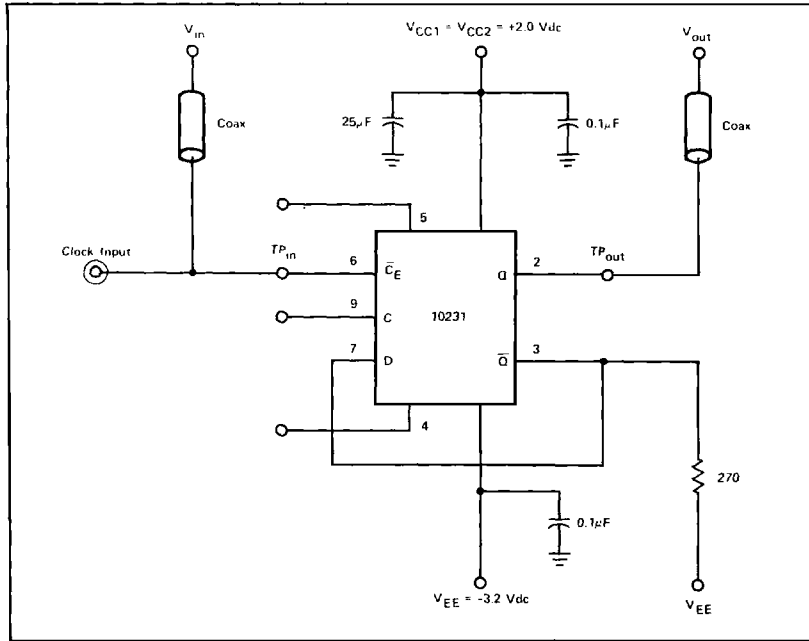 V_in
V_CC1 = V_CC2 = +2.0 Vdc
V_out
Coax
25μF
0.1μF
Coax
5
Clock Input
TP_in
6
C̅_E
Q
2
TP_out
9
C
10231
7
D
Q̅
3
4
270
0.1μF
V_EE = -3.2 Vdc
V_EE